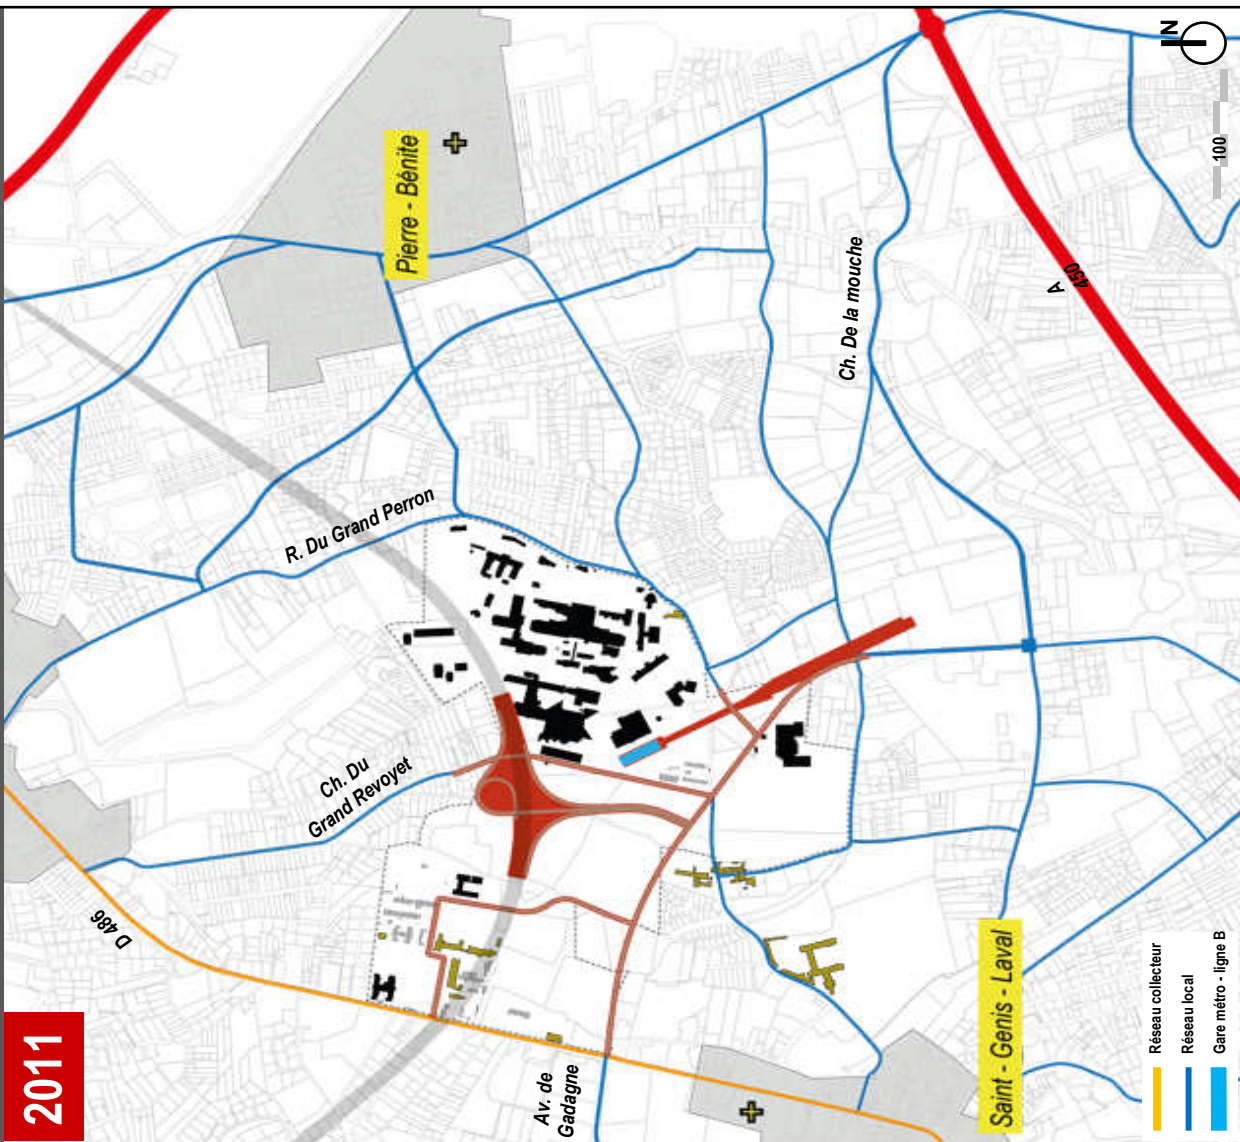 2011
D 486
Av. de
Gadagne
Ch. Du
Grand Revoyet
R. Du Grand Perron
Pierre - Bénite
Ch. De la mouche
A
450
Saint - Genis - Laval
Réseau collecteur
Réseau local
Gare métro - ligne B
N
100